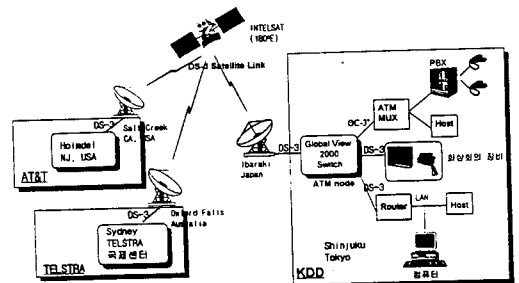 INTELSAT
(180°E)
DS-3 Satellite Link
DS-3
Salt Creek
CA, USA
Holmdel
NJ, USA
AT&T
DS-3
Oxford Falls
Australia
Sydney
TELSTRA
국제센터
TELSTRA
Ibaraki
Japan
DS-3
Global View
2000
Switch
ATM node
OC-3*
ATM
MUX
PBX
Host
DS-3
화상회의 장비
DS-3
Router
LAN
Host
컴퓨터
Shinjuku
Tokyo
KDD